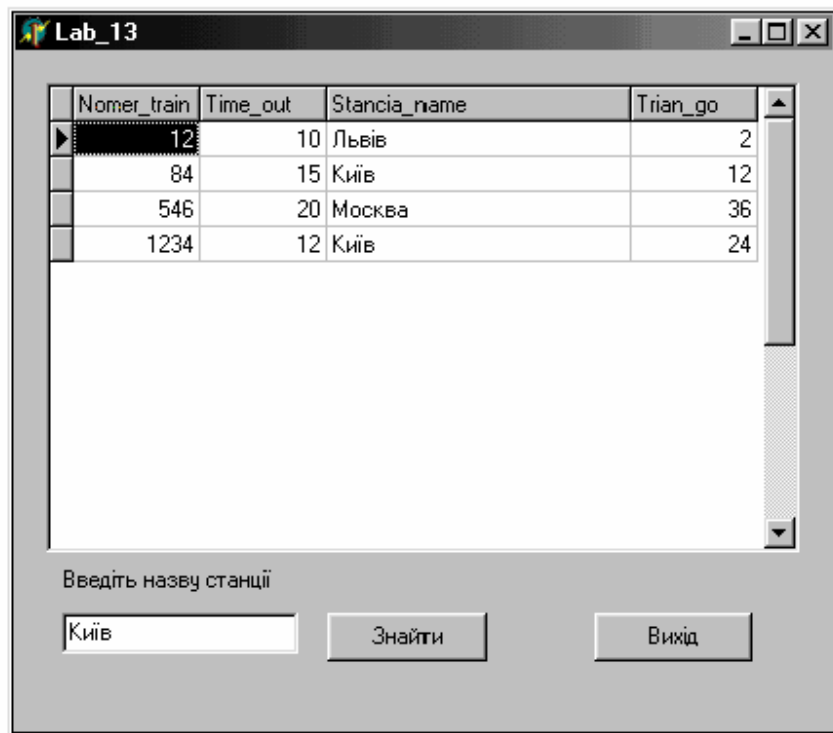 Lab_13
Nomer_train Time_out Stancia_name Trian_go
12 10 Львів 2
84 15 Київ 12
546 20 Москва 36
1234 12 Київ 24
Введіть назву станції
Київ Знайти Вихід